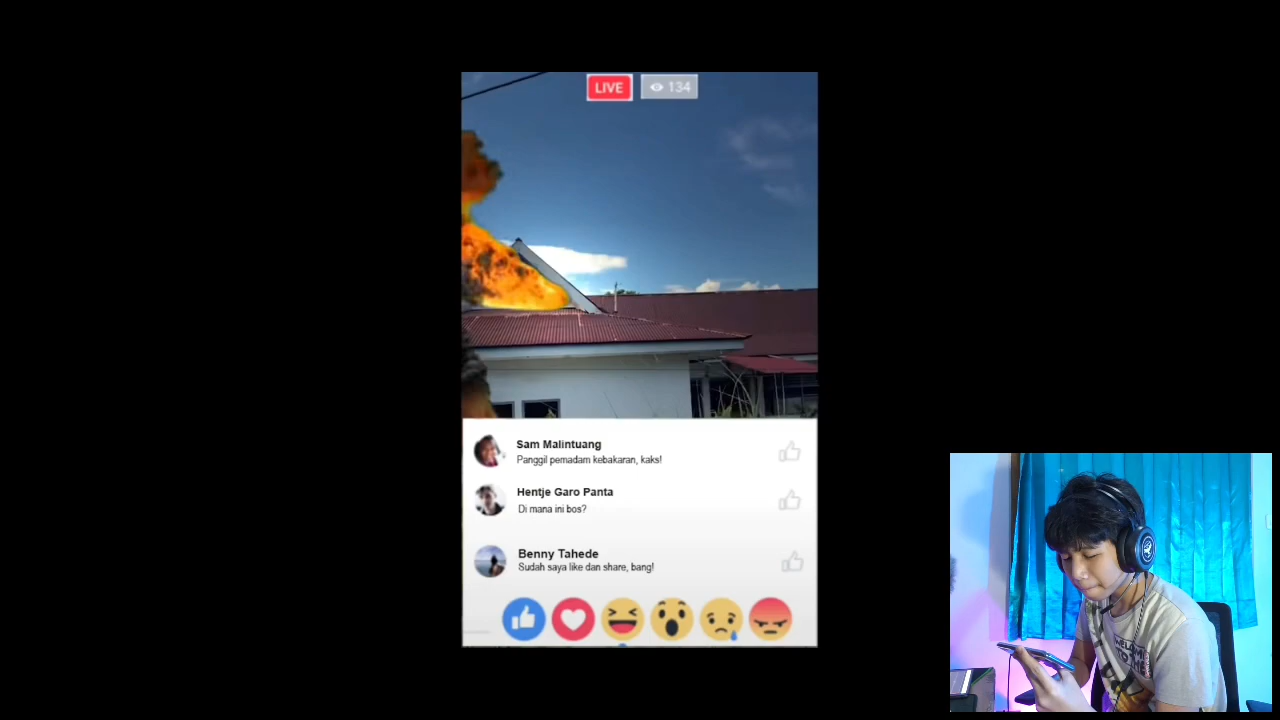 LIVE 134
Sam Malintuang
Panggil pemadam kebakaran, kaks!
Hentje Garo Panta
Di mana ini bos?
Benny Tahede
Sudah saya like dan share, bang!